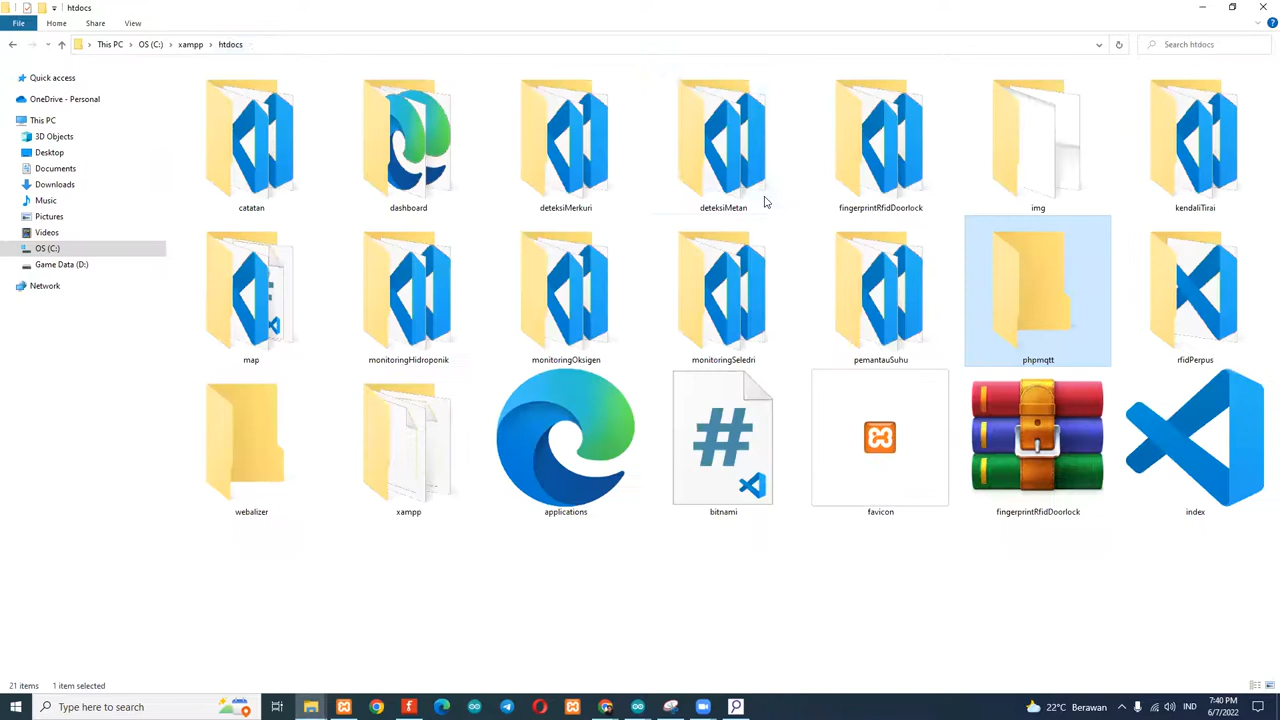 htdocs
File Home Share View
This PC OS (C:) xampp htdocs
Search htdocs
Quick access
OneDrive - Personal
This PC
3D Objects
Desktop
Documents
Downloads
Music
Pictures
Videos
OS (C:)
Game Data (D:)
Network
catatan dashboard deteksiMerkuri deteksiMetan fingerprintRfidDoorlock img kendaliTirai
map monitoringHidroponik monitoringOksigen monitoringSeledri pemantauSuhu phpmqtt rfidPerpus
webalizer xampp applications bitnami favicon fingerprintRfidDoorlock index
21 items 1 item selected
Type here to search
22°C Berawan
IND
7:40 PM
6/7/2022